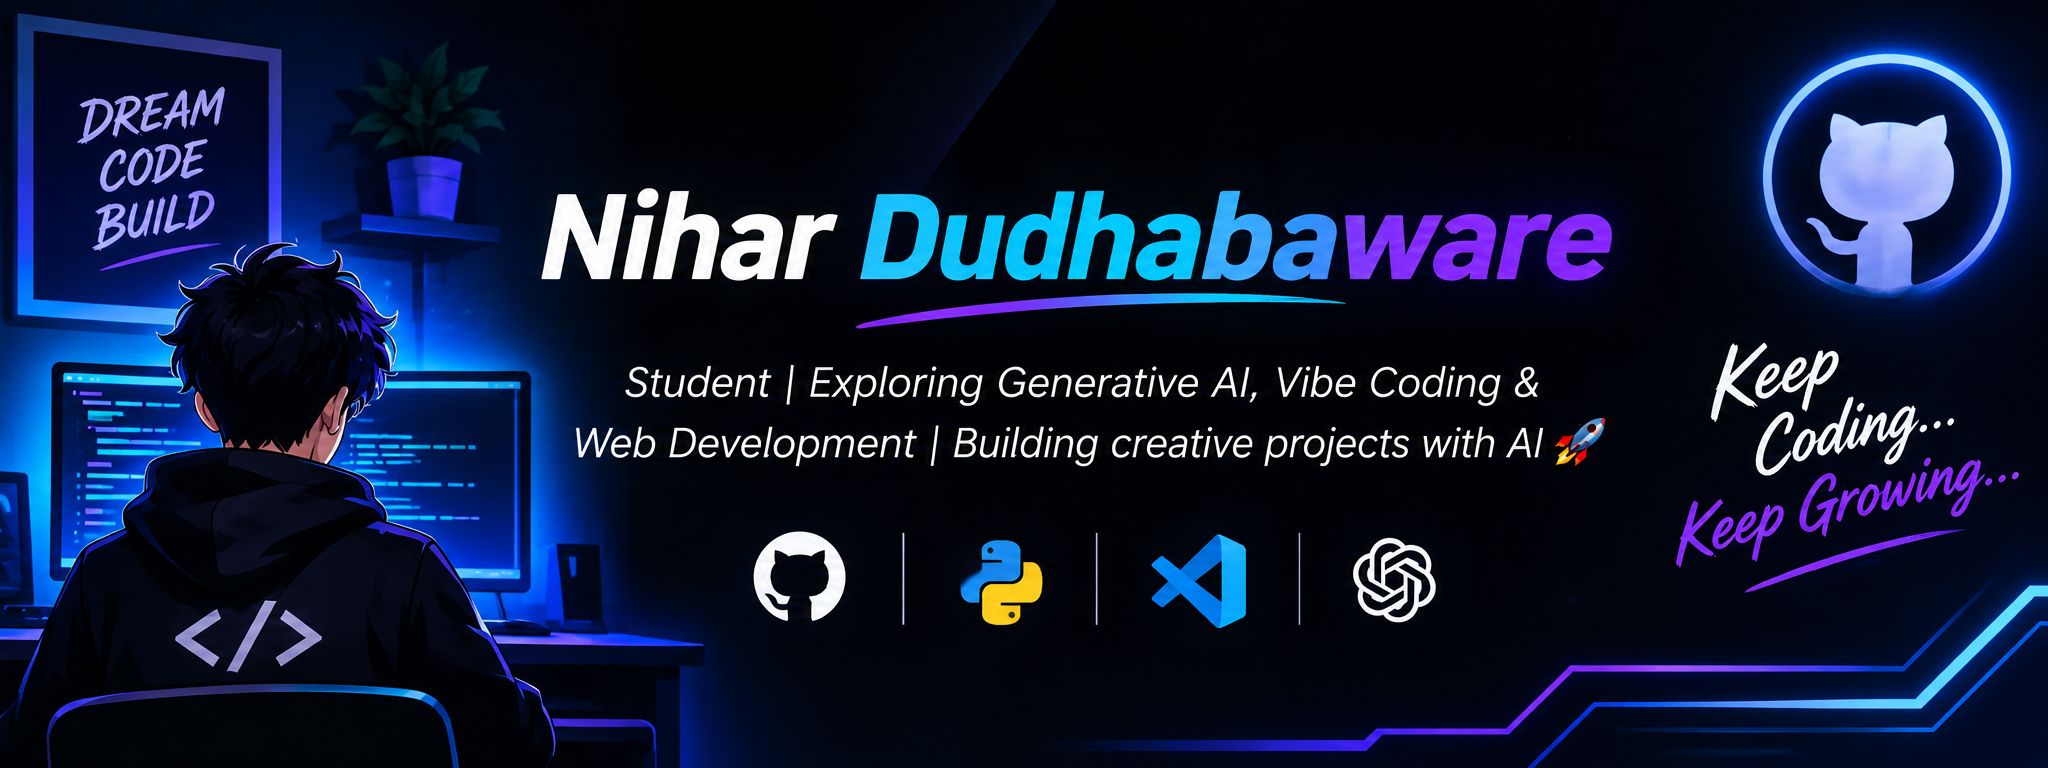 DREAM
CODE
BUILD
Nihar Dudhabaware
Student | Exploring Generative AI, Vibe Coding &
Web Development | Building creative projects with AI 🚀
</>
Keep
Coding...
Keep Growing...